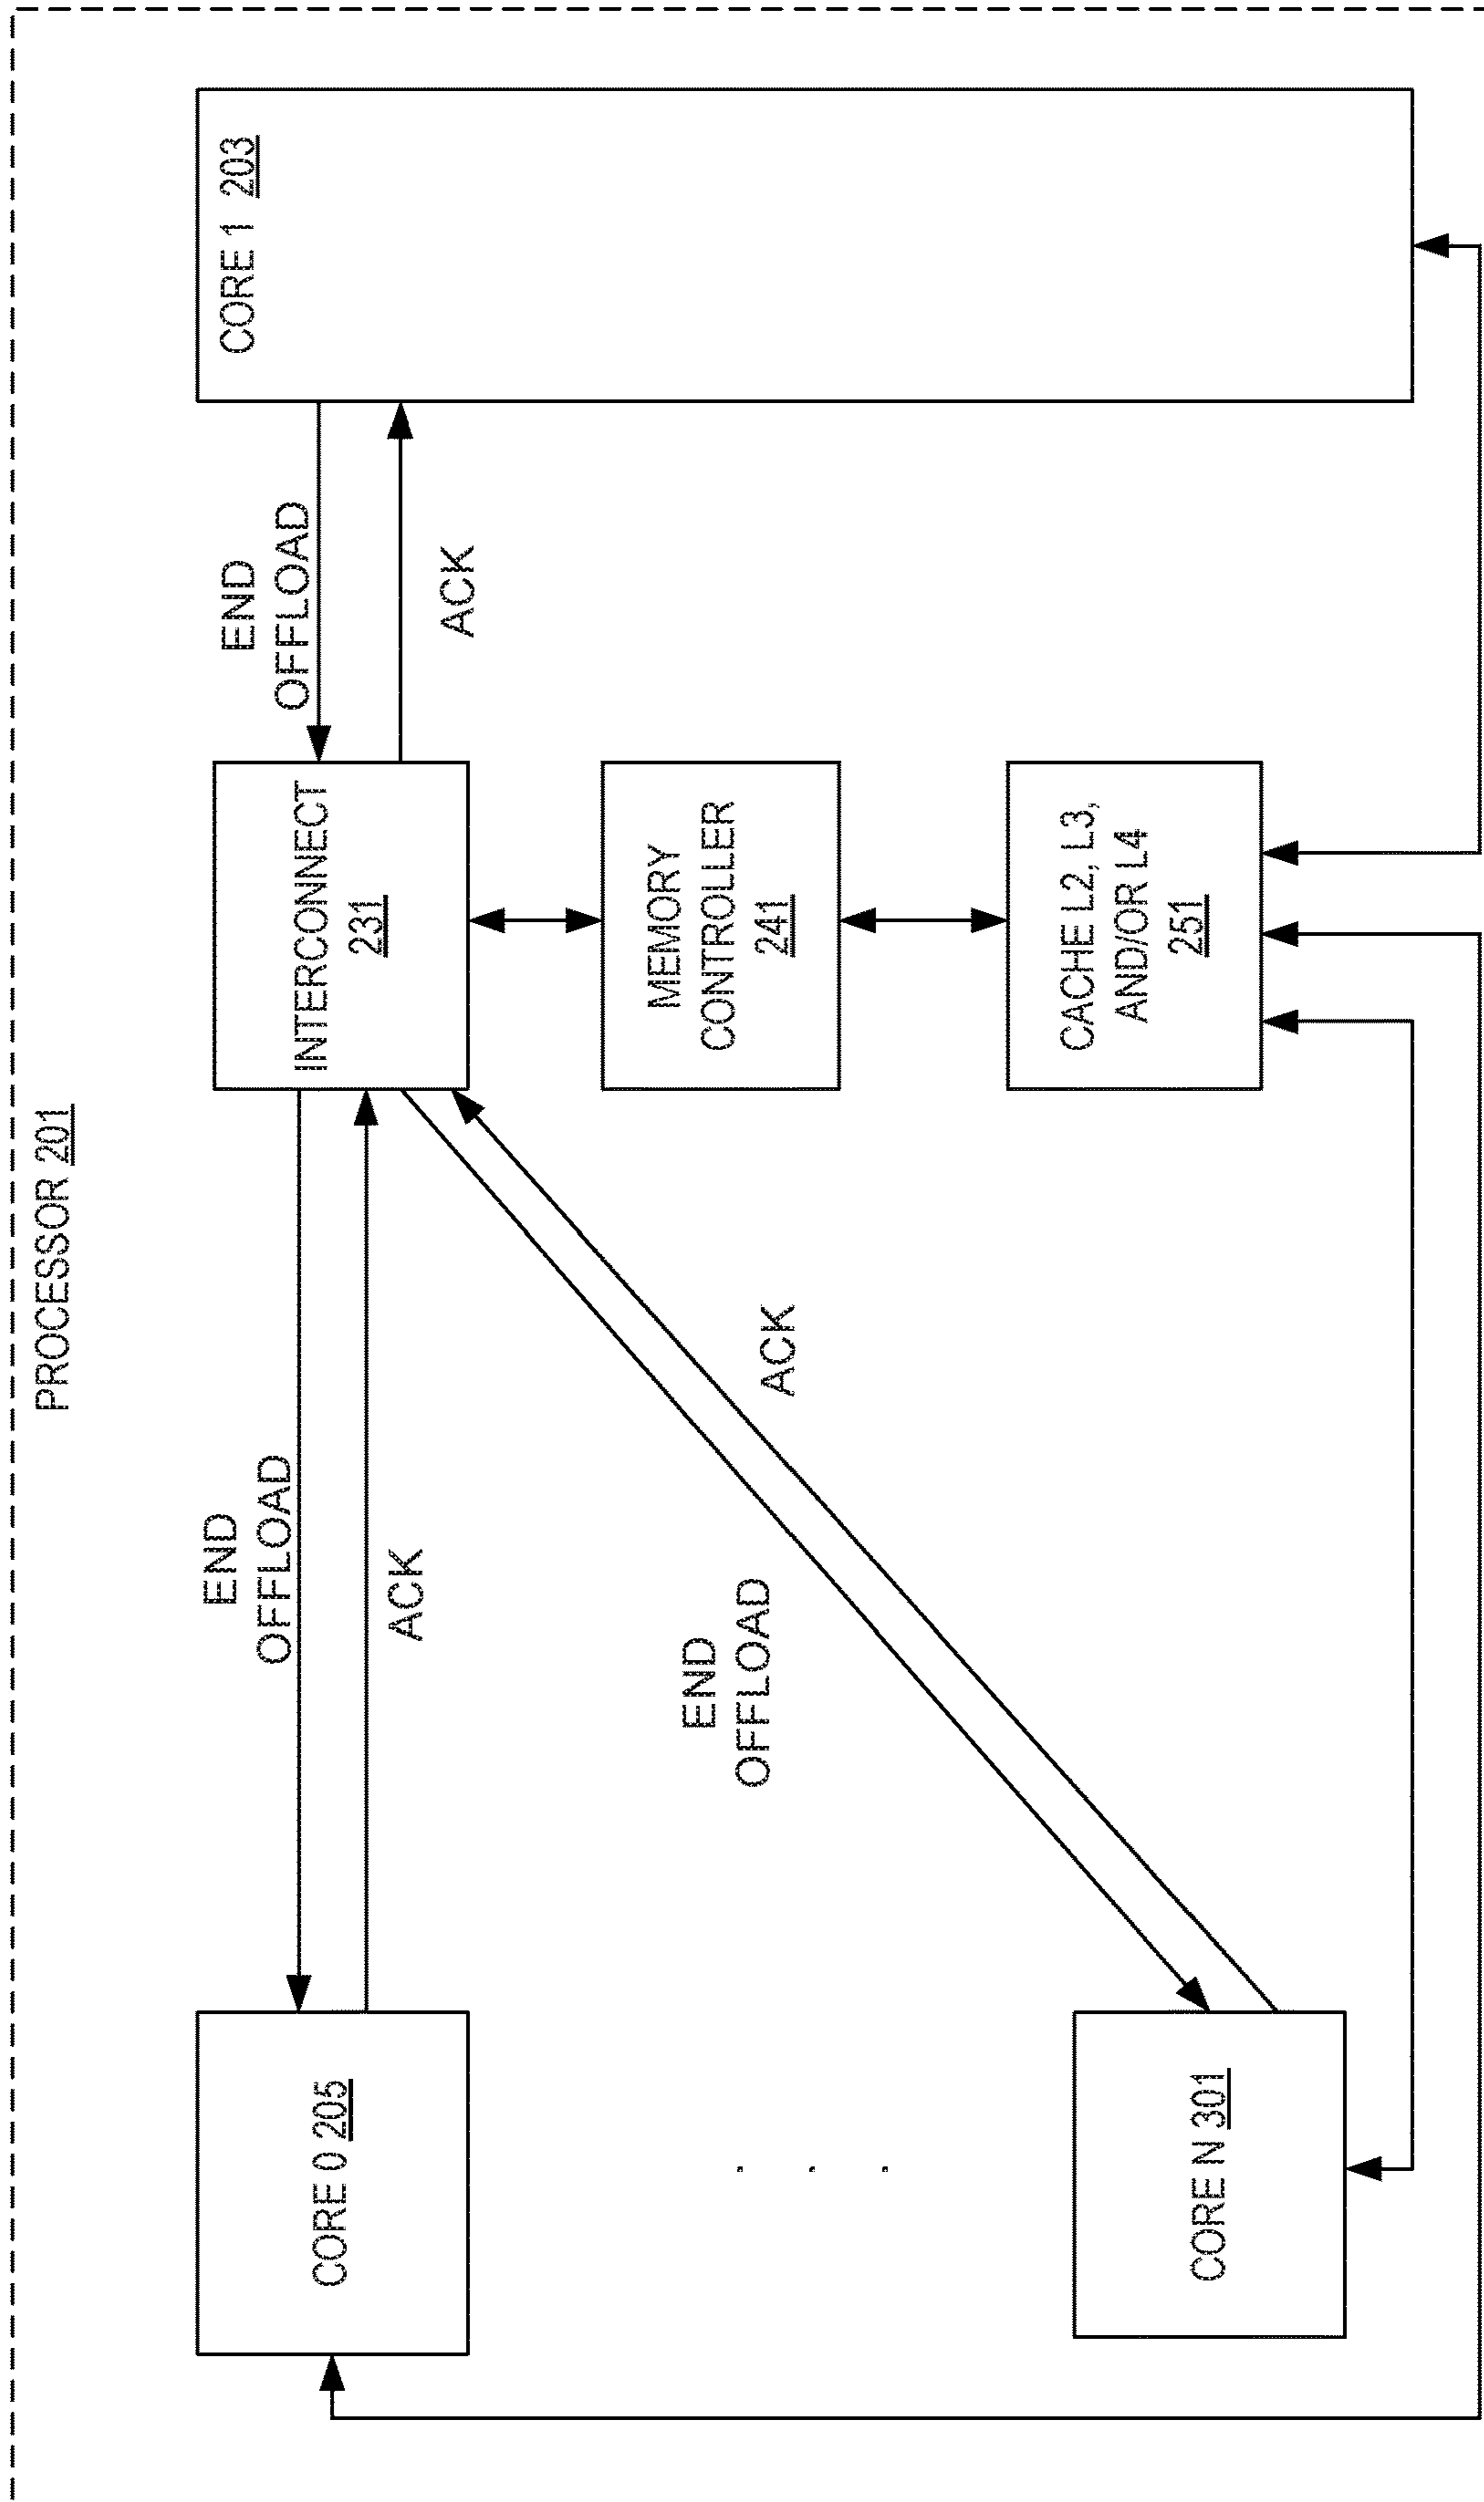 PROCESSOR 201
CORE 0 205
END
OFFLOAD
ACK
INTERCONNECT
231
END
OFFLOAD
ACK
CORE 1 203
MEMORY
CONTROLLER
241
END
OFFLOAD
ACK
CORE N 301
CACHE L2, L3,
AND/OR L4
251